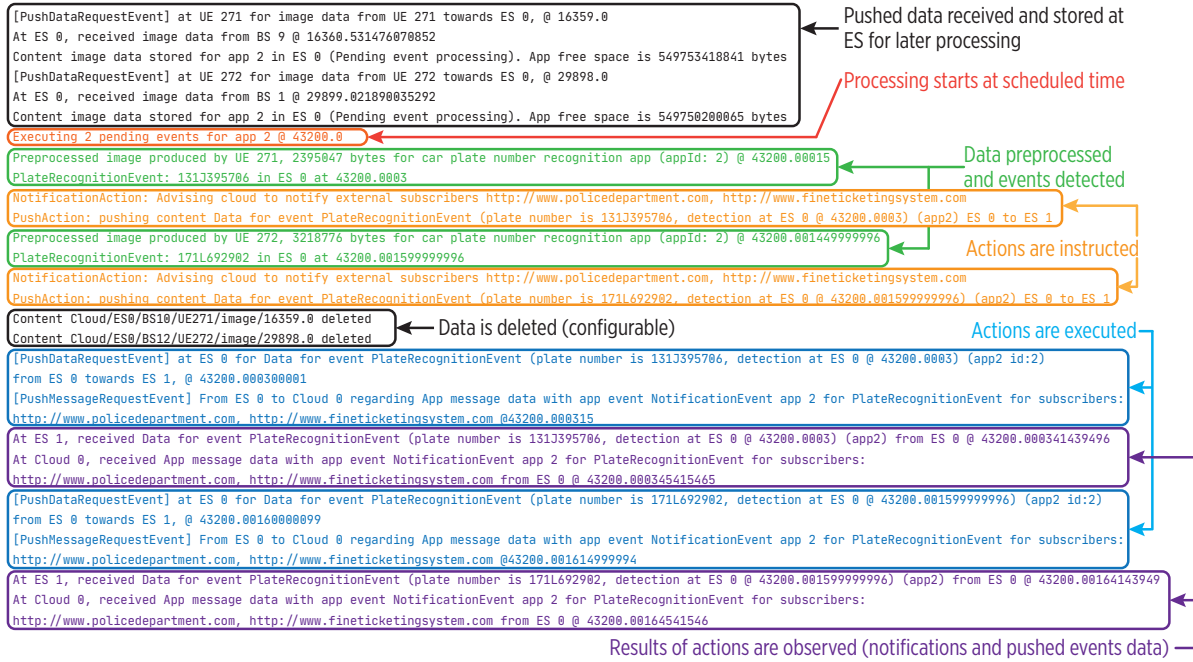 [PushDataRequestEvent] at UE 271 for image data from UE 271 towards ES 0, @ 16359.0
At ES 0, received image data from BS 9 @ 16360.531476070852
Content image data stored for app 2 in ES 0 (Pending event processing). App free space is 549753418841 bytes
[PushDataRequestEvent] at UE 272 for image data from UE 272 towards ES 0, @ 29898.0
At ES 0, received image data from BS 1 @ 29899.021890035292
Content image data stored for app 2 in ES 0 (Pending event processing). App free space is 549750200065 bytes
Pushed data received and stored at
ES for later processing
Processing starts at scheduled time
Executing 2 pending events for app 2 @ 43200.0
Preprocessed image produced by UE 271, 2395047 bytes for car plate number recognition app (appId: 2) @ 43200.00015
PlateRecognitionEvent: 131J395706 in ES 0 at 43200.0003
Data preprocessed
and events detected
NotificationAction: Advising cloud to notify external subscribers http://www.policedepartment.com, http://www.fineticketingsystem.com
PushAction: pushing content Data for event PlateRecognitionEvent (plate number is 131J395706, detection at ES 0 @ 43200.0003) (app2) ES 0 to ES 1
Preprocessed image produced by UE 272, 3218776 bytes for car plate number recognition app (appId: 2) @ 43200.001449999996
PlateRecognitionEvent: 171L692902 in ES 0 at 43200.001599999996
Actions are instructed
NotificationAction: Advising cloud to notify external subscribers http://www.policedepartment.com, http://www.fineticketingsystem.com
PushAction: pushing content Data for event PlateRecognitionEvent (plate number is 171L692902, detection at ES 0 @ 43200.001599999996) (app2) ES 0 to ES 1
Content Cloud/ES0/BS10/UE271/image/16359.0 deleted
Content Cloud/ES0/BS12/UE272/image/29898.0 deleted
Data is deleted (configurable)
Actions are executed
[PushDataRequestEvent] at ES 0 for Data for event PlateRecognitionEvent (plate number is 131J395706, detection at ES 0 @ 43200.0003) (app2 id:2)
from ES 0 towards ES 1, @ 43200.000300001
[PushMessageRequestEvent] From ES 0 to Cloud 0 regarding App message data with app event NotificationEvent app 2 for PlateRecognitionEvent for subscribers:
http://www.policedepartment.com, http://www.fineticketingsystem.com @43200.000315
At ES 1, received Data for event PlateRecognitionEvent (plate number is 131J395706, detection at ES 0 @ 43200.0003) (app2) from ES 0 @ 43200.000341439496
At Cloud 0, received App message data with app event NotificationEvent app 2 for PlateRecognitionEvent for subscribers:
http://www.policedepartment.com, http://www.fineticketingsystem.com from ES 0 @ 43200.000345415465
[PushDataRequestEvent] at ES 0 for Data for event PlateRecognitionEvent (plate number is 171L692902, detection at ES 0 @ 43200.001599999996) (app2 id:2)
from ES 0 towards ES 1, @ 43200.00160000099
[PushMessageRequestEvent] From ES 0 to Cloud 0 regarding App message data with app event NotificationEvent app 2 for PlateRecognitionEvent for subscribers:
http://www.policedepartment.com, http://www.fineticketingsystem.com @43200.001614999994
At ES 1, received Data for event PlateRecognitionEvent (plate number is 171L692902, detection at ES 0 @ 43200.001599999996) (app2) from ES 0 @ 43200.00164143949
At Cloud 0, received App message data with app event NotificationEvent app 2 for PlateRecognitionEvent for subscribers:
http://www.policedepartment.com, http://www.fineticketingsystem.com from ES 0 @ 43200.00164541546
Results of actions are observed (notifications and pushed events data)